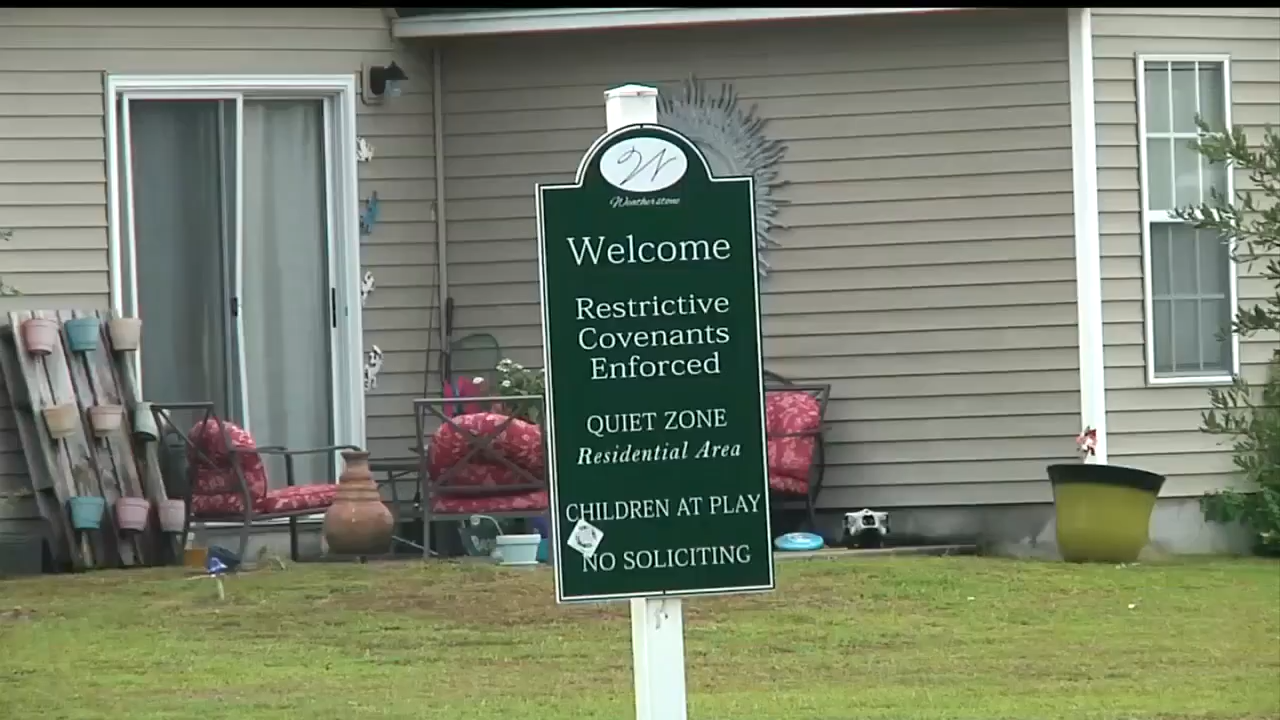 W
Weatherstone
Welcome
Restrictive
Covenants
Enforced
QUIET ZONE
Residential Area
CHILDREN AT PLAY
NO SOLICITING